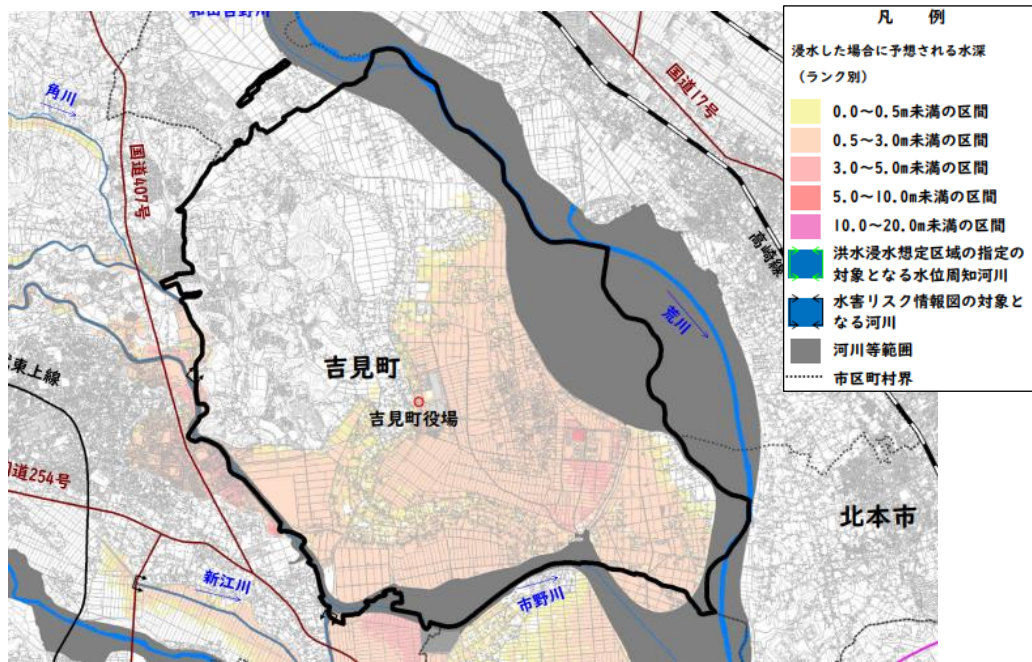 和田吉野川
角川
国道407号
国道17号
高崎線
荒川
吉見町
吉見町役場
東上線
国道254号
新江川
市野川
北本市
凡 例
浸水した場合に予想される水深
（ランク別）
0.0～0.5m未満の区間
0.5～3.0m未満の区間
3.0～5.0m未満の区間
5.0～10.0m未満の区間
10.0～20.0m未満の区間
洪水浸水想定区域の指定の
対象となる水位周知河川
水害リスク情報図の対象と
なる河川
河川等範囲
市区町村界